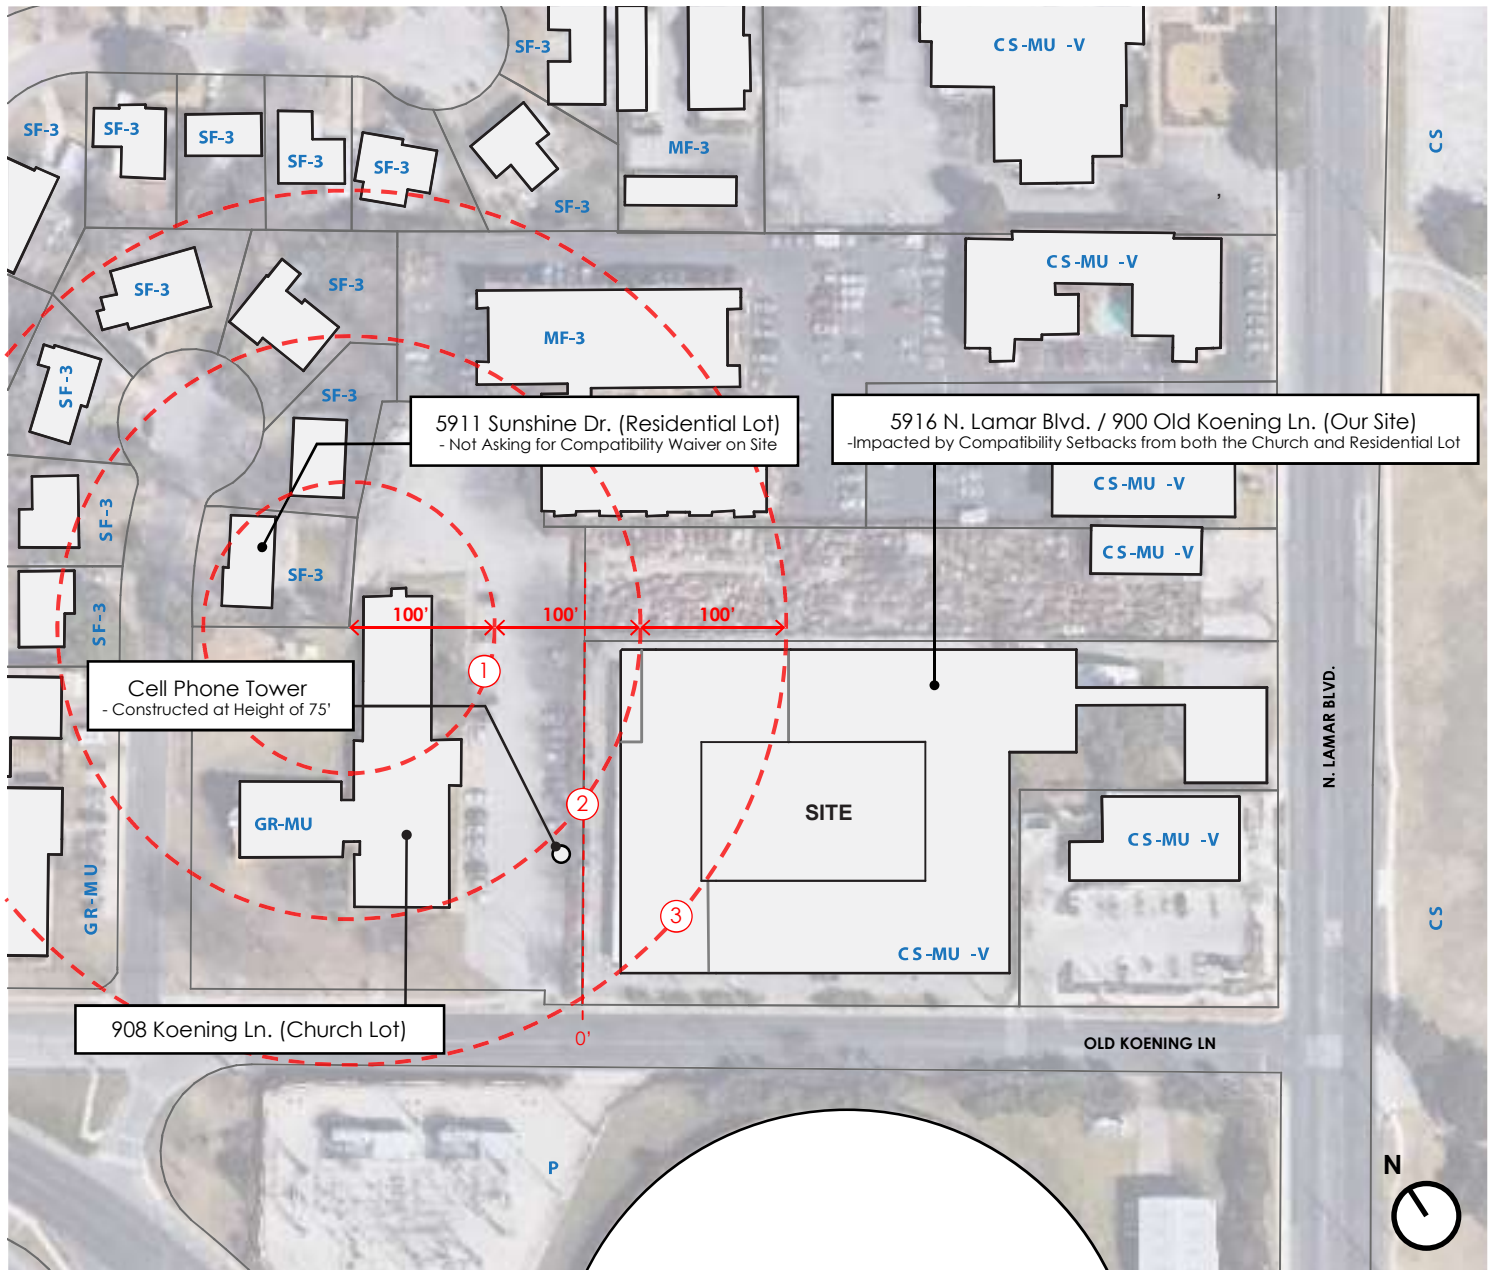 SF-3
CS-MU -V
SF-3
SF-3
SF-3
SF-3
SF-3
MF-3
CS
SF-3
SF-3
SF-3
CS-MU -V
MF-3
SF-3
SF-3
5911 Sunshine Dr. (Residential Lot)
- Not Asking for Compatibility Waiver on Site
5916 N. Lamar Blvd. / 900 Old Koening Ln. (Our Site)
-Impacted by Compatibility Setbacks from both the Church and Residential Lot
CS-MU -V
SF-3
CS-MU -V
SF-3
SF-3
100'
100'
100'
1
Cell Phone Tower
- Constructed at Height of 75'
N. LAMAR BLVD.
2
SITE
GR-MU
CS-MU -V
GR-MU
3
CS
CS-MU -V
908 Koening Ln. (Church Lot)
0'
OLD KOENING LN
P
N